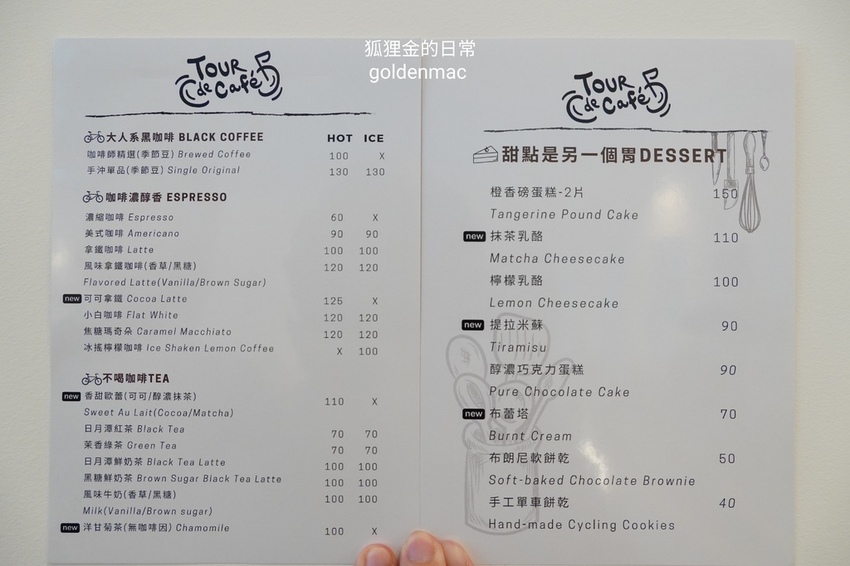 狐狸金的日常
goldenmac
TOUR
de Café
大人系黑咖啡 BLACK COFFEE HOT ICE
咖啡師精選(季節豆) Brewed Coffee 100 X
手沖單品(季節豆) Single Original 130 130
咖啡濃醇香 ESPRESSO
濃縮咖啡 Espresso 60 X
美式咖啡 Americano 90 90
拿鐵咖啡 Latte 100 100
風味拿鐵咖啡(香草/黑糖) 120 120
Flavored Latte(Vanilla/Brown Sugar)
new 可可拿鐵 Cocoa Latte 125 X
小白咖啡 Flat White 120 120
焦糖瑪奇朵 Caramel Macchiato 120 120
冰搖檸檬咖啡 Ice Shaken Lemon Coffee X 100
不喝咖啡TEA
new 香甜歐蕾(可可/醇濃抹茶) 110 X
Sweet Au Lait(Cocoa/Matcha)
日月潭紅茶 Black Tea 70 70
茉香綠茶 Green Tea 70 70
日月潭鮮奶茶 Black Tea Latte 100 100
黑糖鮮奶茶 Brown Sugar Black Tea Latte 100 100
風味牛奶(香草/黑糖) 100 100
Milk(Vanilla/Brown sugar)
new 洋甘菊茶(無咖啡因) Chamomile 100 X
TOUR
de Café
甜點是另一個胃DESSERT
橙香磅蛋糕-2片 150
Tangerine Pound Cake
new 抹茶乳酪 110
Matcha Cheesecake
檸檬乳酪 100
Lemon Cheesecake
new 提拉米蘇 90
Tiramisu
醇濃巧克力蛋糕 90
Pure Chocolate Cake
new 布蕾塔 70
Burnt Cream
布朗尼軟餅乾 50
Soft-baked Chocolate Brownie
手工單車餅乾 40
Hand-made Cycling Cookies